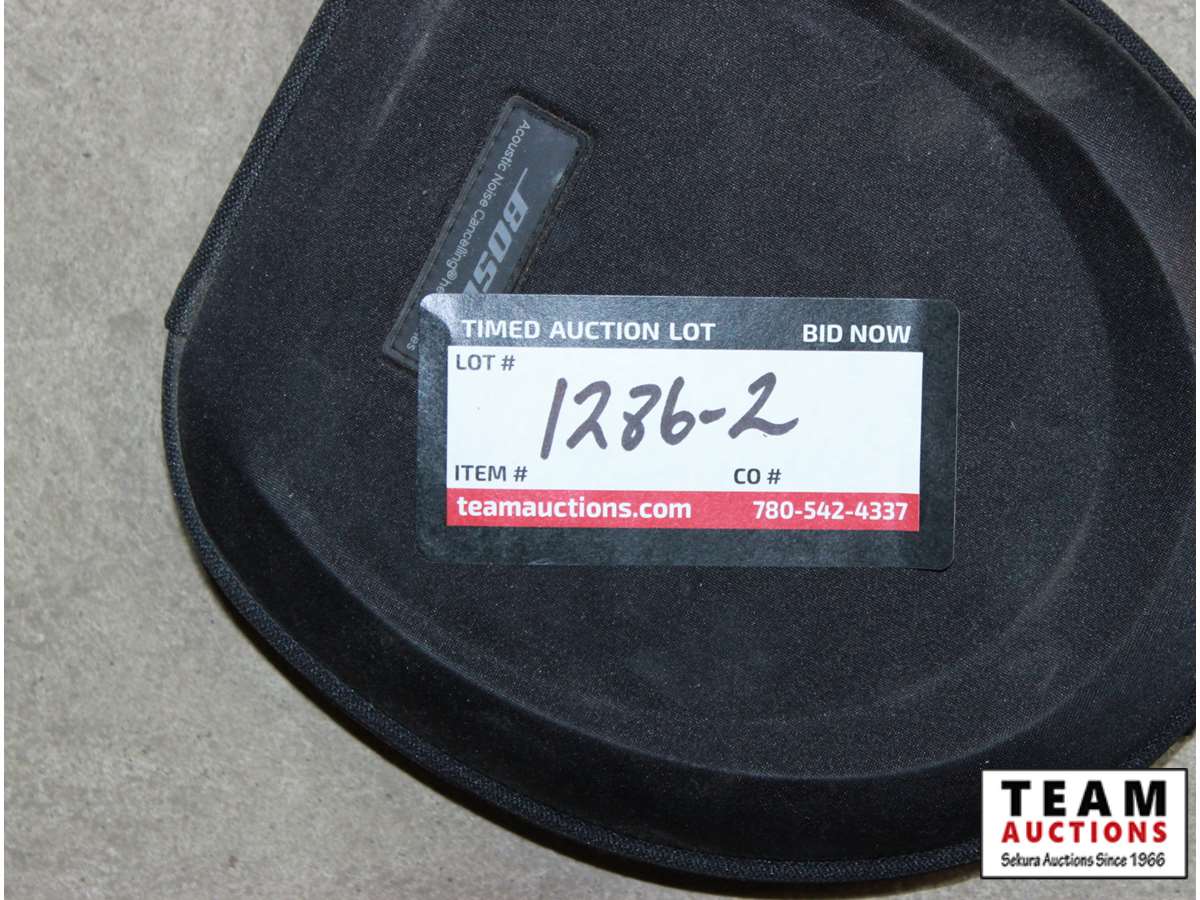 BOSE
Acoustic Noise Cancelling®
TIMED AUCTION LOT BID NOW
LOT #
1286-2
ITEM # CO #
teamauctions.com 780-542-4337
TEAM
AUCTIONS
Sekura Auctions Since 1966